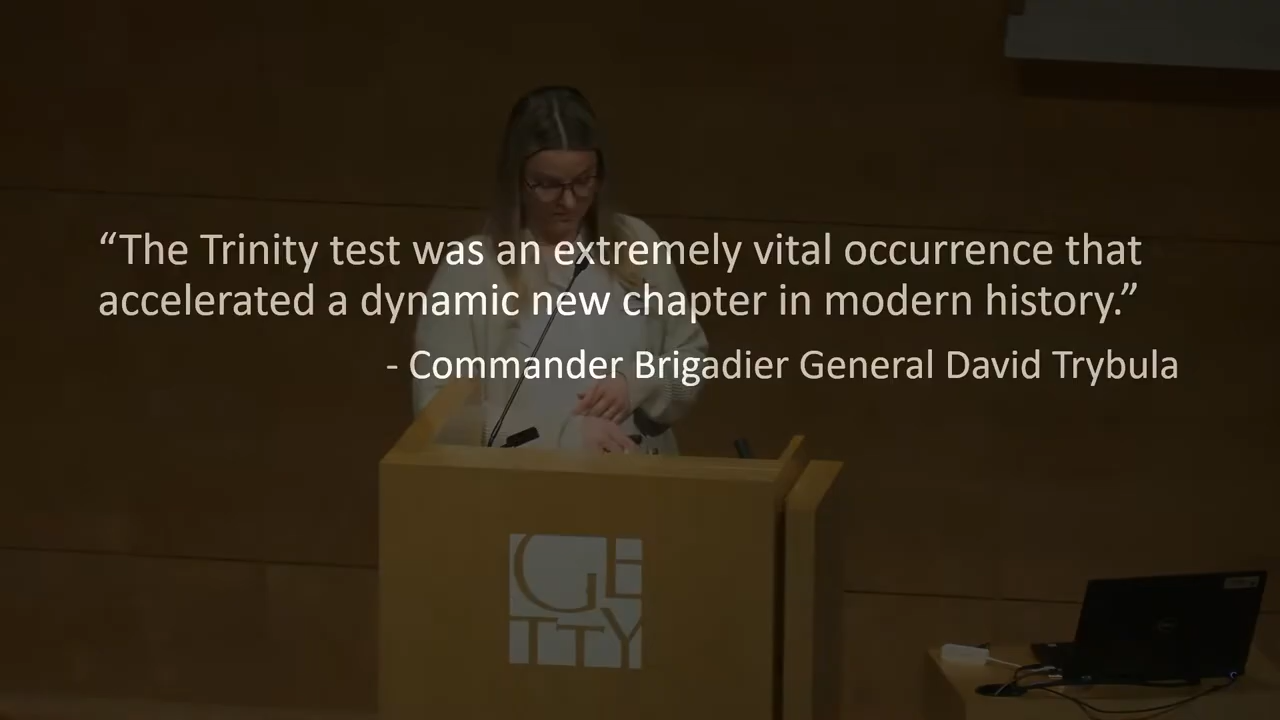 “The Trinity test was an extremely vital occurrence that
accelerated a dynamic new chapter in modern history.”
- Commander Brigadier General David Trybula
GE
TTY